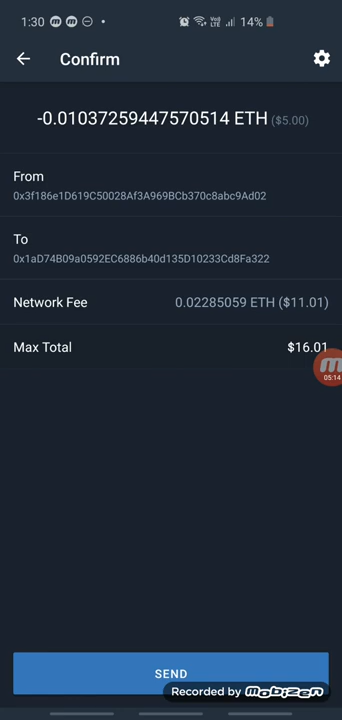 1:30 14%
Confirm
-0.01037259447570514 ETH ($5.00)
From
0x3f186e1D619C50028Af3A969BCb370c8abc9Ad02
To
0x1aD74B09a0592EC6886b40d135D10233Cd8Fa322
Network Fee 0.02285059 ETH ($11.01)
Max Total $16.01
05:14
SEND
Recorded by mobizen